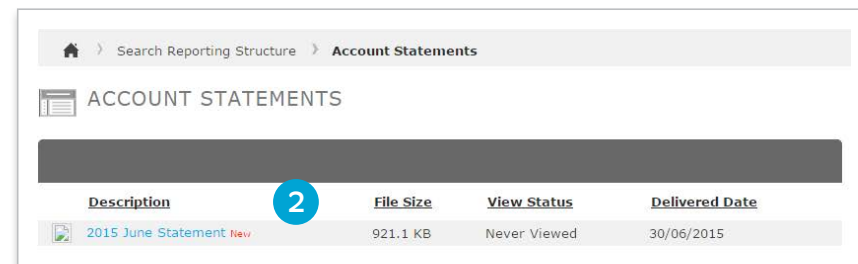 Search Reporting Structure 〉 Account Statements
ACCOUNT STATEMENTS
2
Description File Size View Status Delivered Date
2015 June Statement New 921.1 KB Never Viewed 30/06/2015